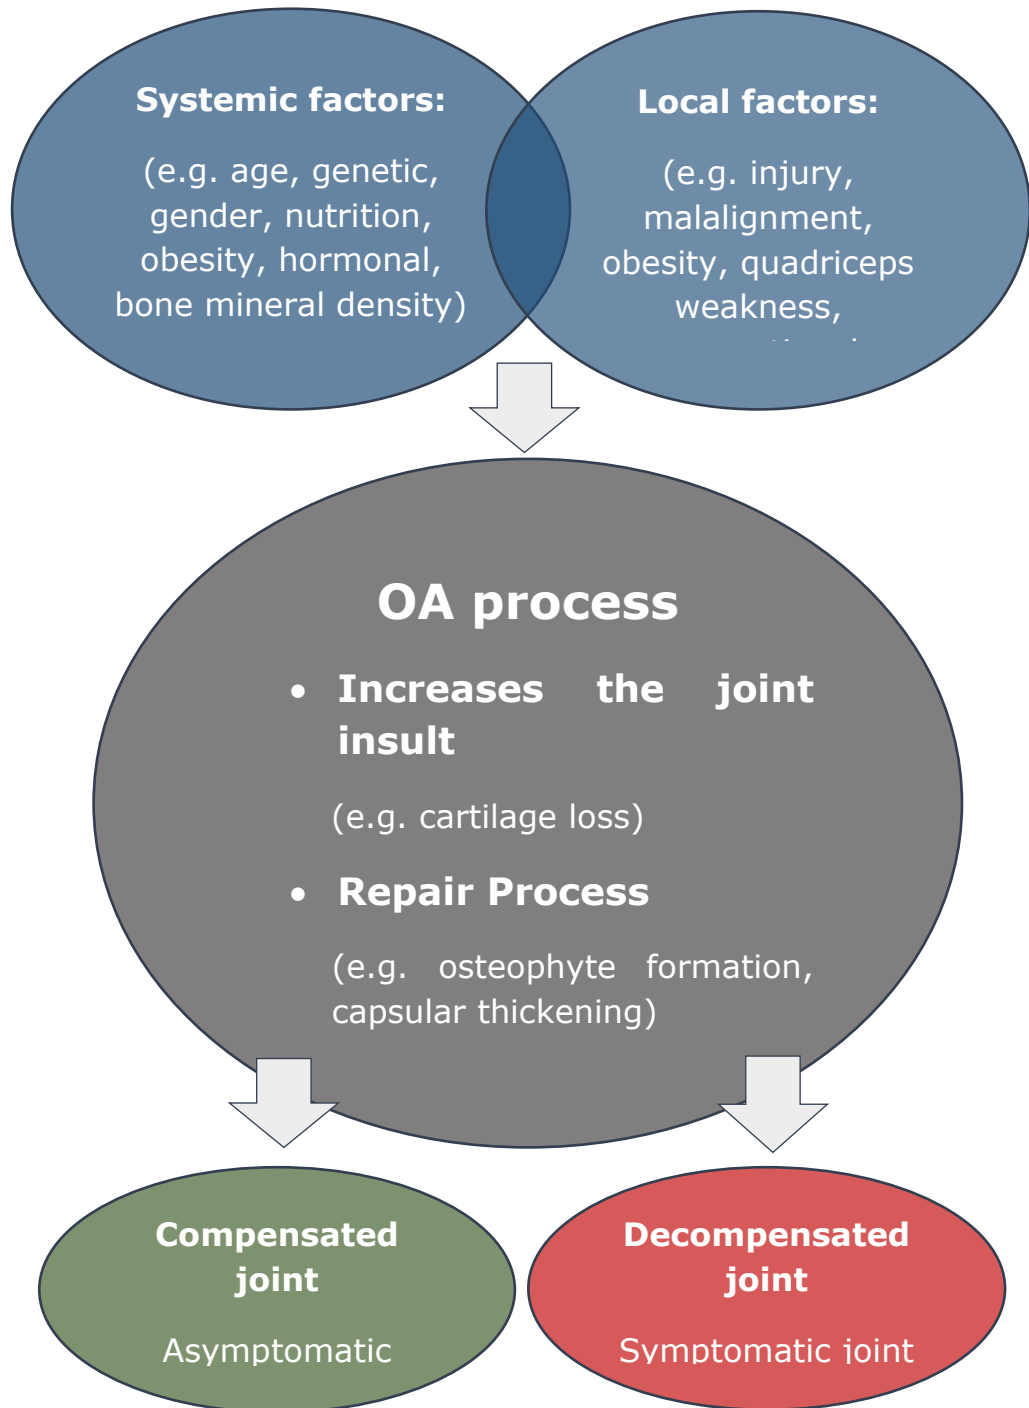 Systemic factors:
(e.g. age, genetic,
gender, nutrition,
obesity, hormonal,
bone mineral density)
Local factors:
(e.g. injury,
malalignment,
obesity, quadriceps
weakness,
OA process
• Increases the joint
insult
(e.g. cartilage loss)
• Repair Process
(e.g. osteophyte formation,
capsular thickening)
Compensated
joint
Asymptomatic
Decompensated
joint
Symptomatic joint